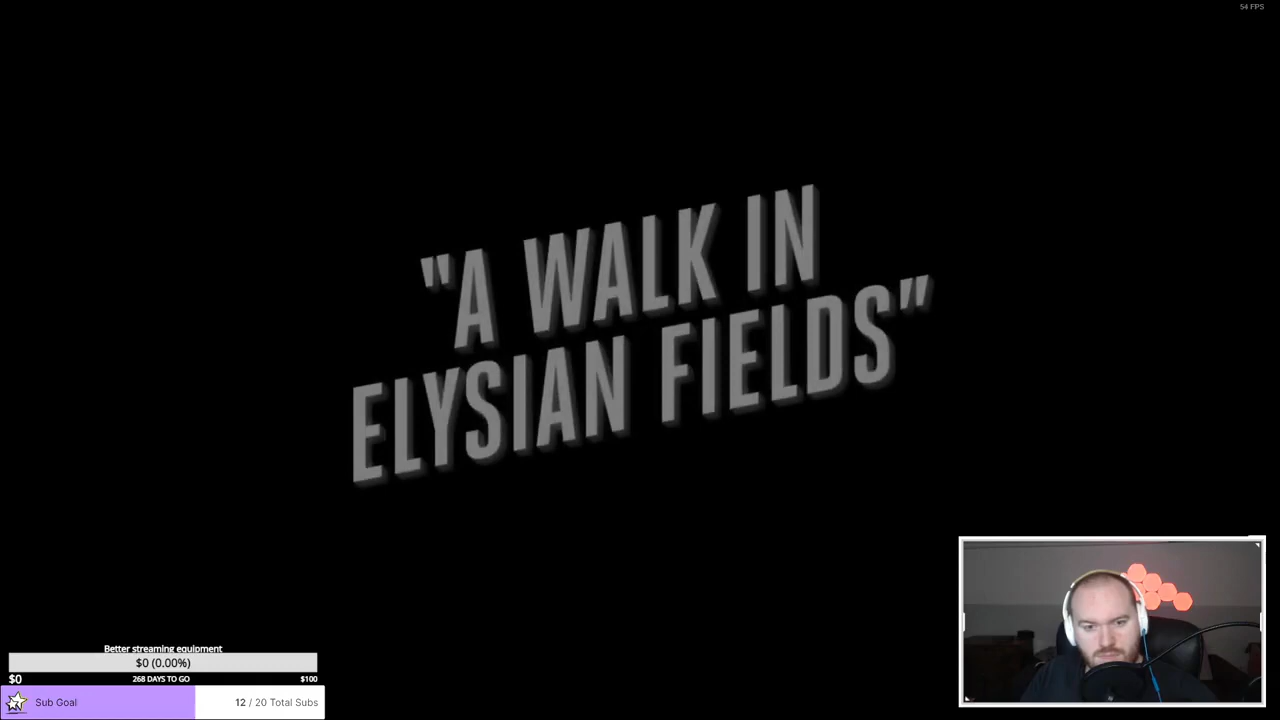 54 FPS
"A WALK IN
ELYSIAN FIELDS"
Better streaming equipment
$0 (0.00%)
$0 268 DAYS TO GO $100
Sub Goal 12 / 20 Total Subs